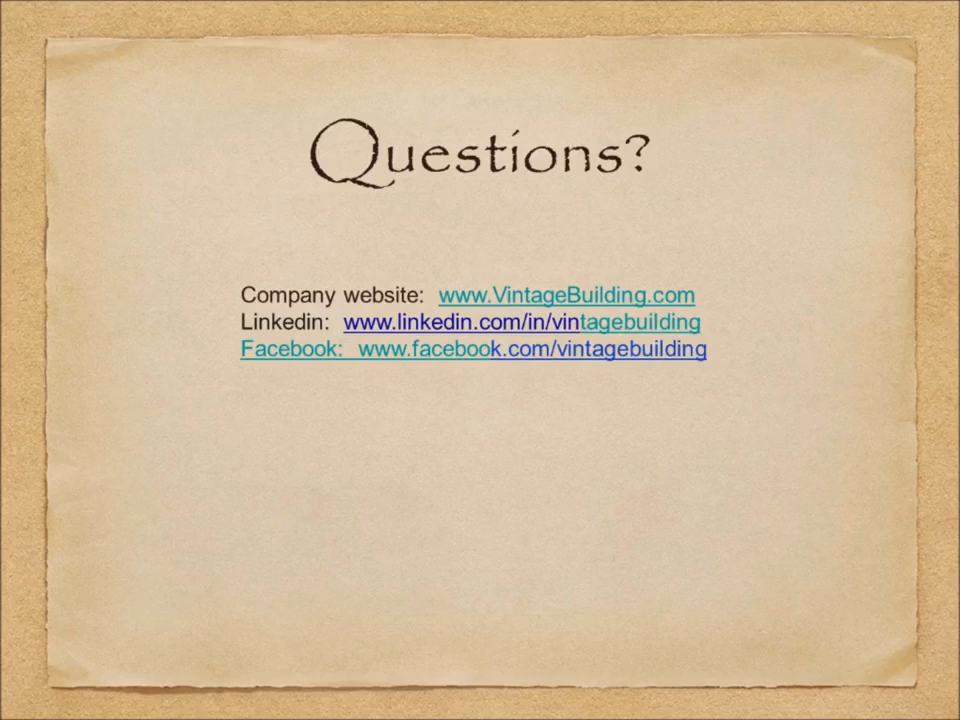 Questions?
Company website: www.VintageBuilding.com
Linkedin: www.linkedin.com/in/vintagebuilding
Facebook: www.facebook.com/vintagebuilding